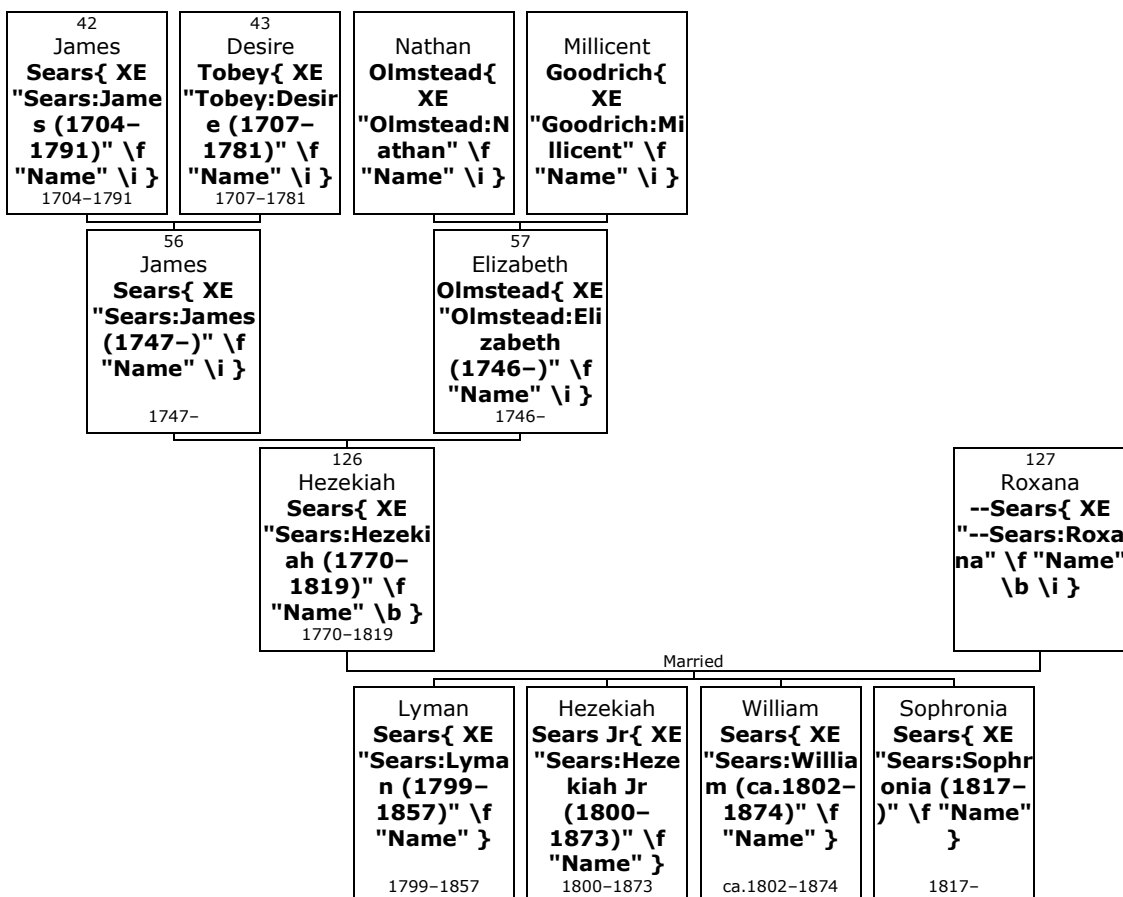 42
James
Sears{ XE
"Sears:Jame
s (1704–
1791)" \f
"Name" \i }
1704–1791
43
Desire
Tobey{ XE
"Tobey:Desir
e (1707–
1781)" \f
"Name" \i }
1707–1781
Nathan
Olmstead{
XE
"Olmstead:N
athan" \f
"Name" \i }
Millicent
Goodrich{
XE
"Goodrich:Mi
llicent" \f
"Name" \i }
56
James
Sears{ XE
"Sears:James
(1747–)" \f
"Name" \i }
1747–
57
Elizabeth
Olmstead{ XE
"Olmstead:Eli
zabeth
(1746–)" \f
"Name" \i }
1746–
126
Hezekiah
Sears{ XE
"Sears:Hezeki
ah (1770–
1819)" \f
"Name" \b }
1770–1819
127
Roxana
--Sears{ XE
"--Sears:Roxa
na" \f "Name"
\b \i }
Married
Lyman
Sears{ XE
"Sears:Lyma
n (1799–
1857)" \f
"Name" }
1799–1857
Hezekiah
Sears Jr{ XE
"Sears:Heze
kiah Jr
(1800–
1873)" \f
"Name" }
1800–1873
William
Sears{ XE
"Sears:Willia
m (ca.1802–
1874)" \f
"Name" }
ca.1802–1874
Sophronia
Sears{ XE
"Sears:Sophr
onia (1817–
)" \f "Name"
}
1817–